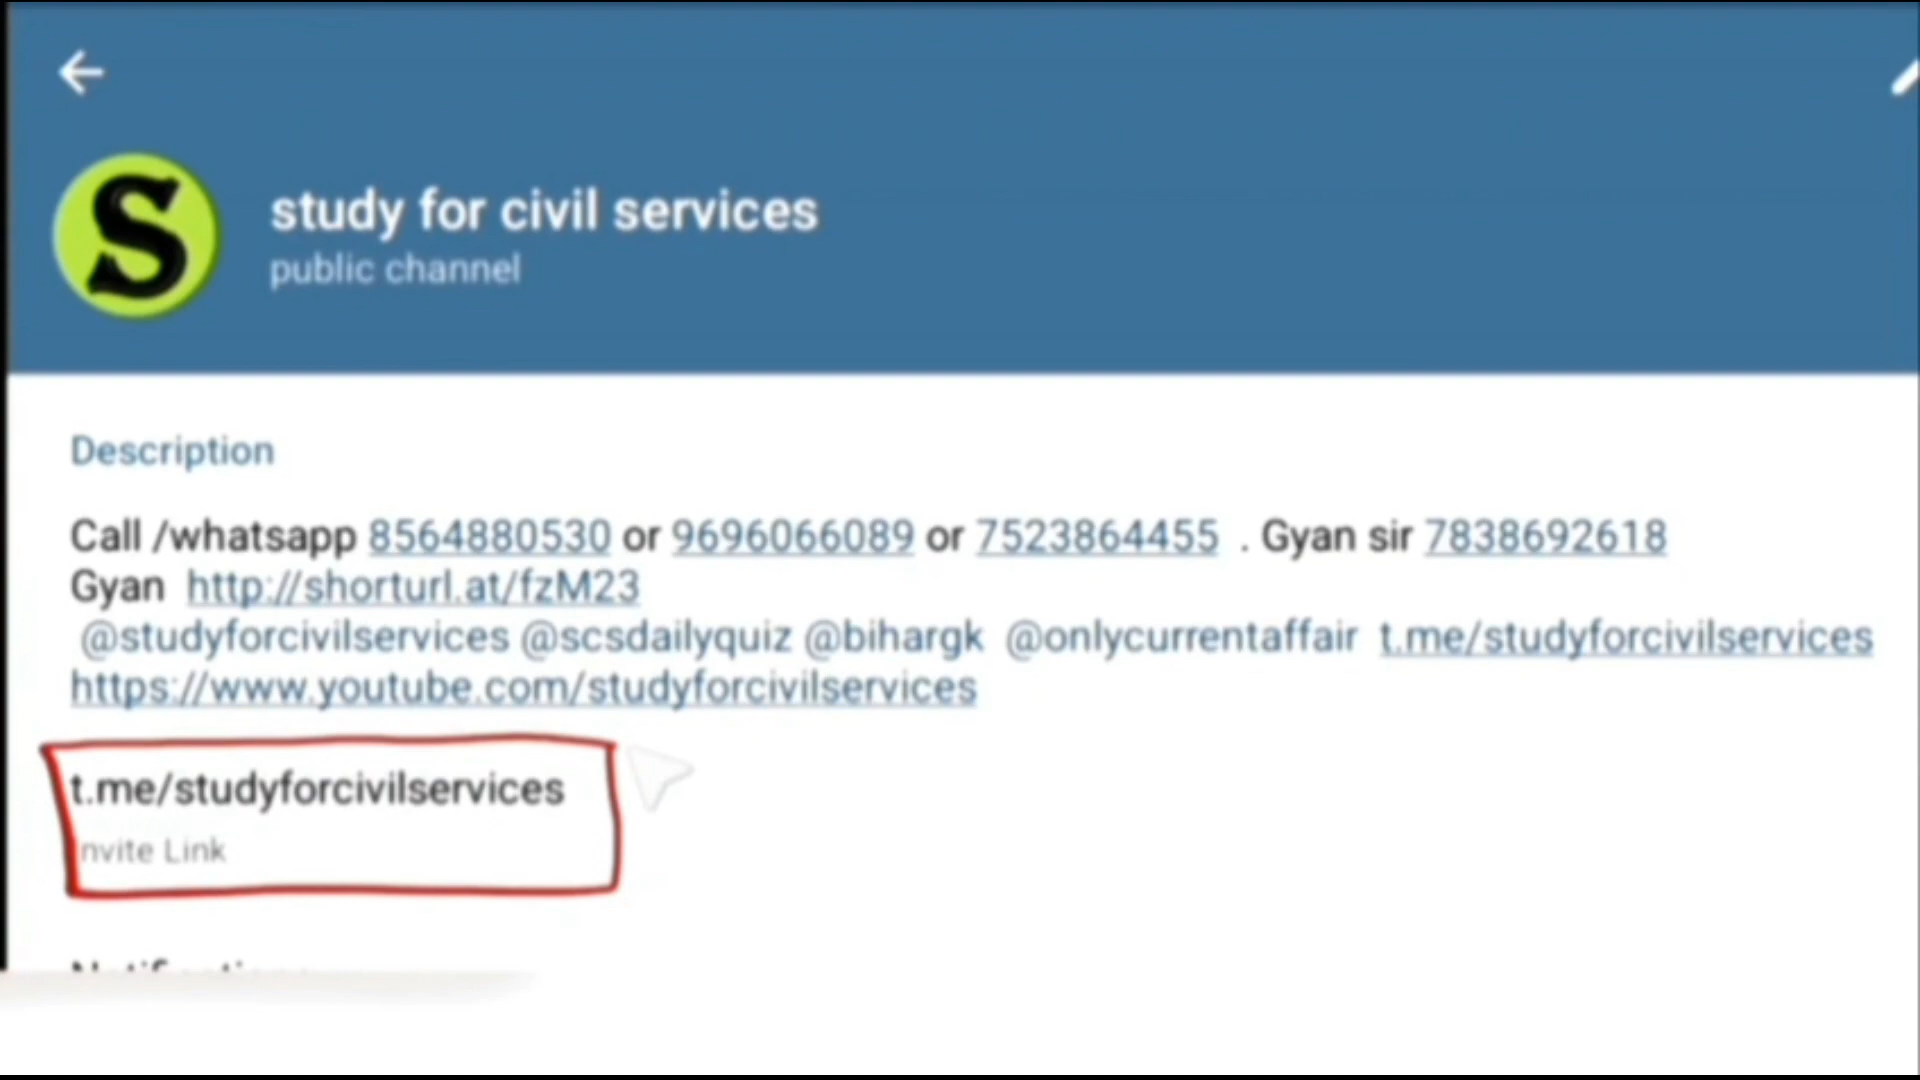 S
study for civil services
public channel
Description
Call /whatsapp 8564880530 or 9696066089 or 7523864455 . Gyan sir 7838692618
Gyan http://shorturl.at/fzM23
@studyforcivilservices @scsdailyquiz @bihargk @onlycurrentaffair t.me/studyforcivilservices
https://www.youtube.com/studyforcivilservices
t.me/studyforcivilservices
nvite Link